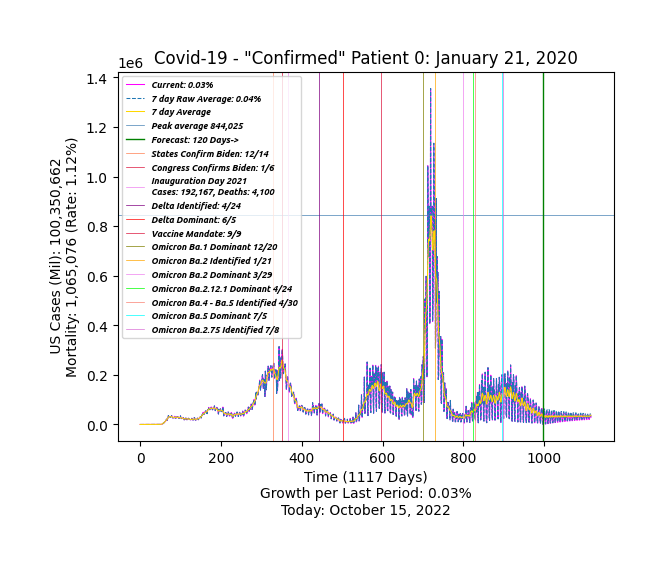 Covid-19 - "Confirmed" Patient 0: January 21, 2020
1e6
1.4
1.2
1.0
0.8
0.6
0.4
0.2
0.0
US Cases (Mil): 100,350,662
Mortality: 1,065,076 (Rate: 1.12%)
Current: 0.03%
7 day Raw Average: 0.04%
7 day Average
Peak average 844,025
Forecast: 120 Days->
States Confirm Biden: 12/14
Congress Confirms Biden: 1/6
Inauguration Day 2021
Cases: 192,167, Deaths: 4,100
Delta Identified: 4/24
Delta Dominant: 6/5
Vaccine Mandate: 9/9
Omicron Ba.1 Dominant 12/20
Omicron Ba.2 Identified 1/21
Omicron Ba.2 Dominant 3/29
Omicron Ba.2.12.1 Dominant 4/24
Omicron Ba.4 - Ba.5 Identified 4/30
Omicron Ba.5 Dominant 7/5
Omicron Ba.2.75 Identified 7/8
0 200 400 600 800 1000
Time (1117 Days)
Growth per Last Period: 0.03%
Today: October 15, 2022